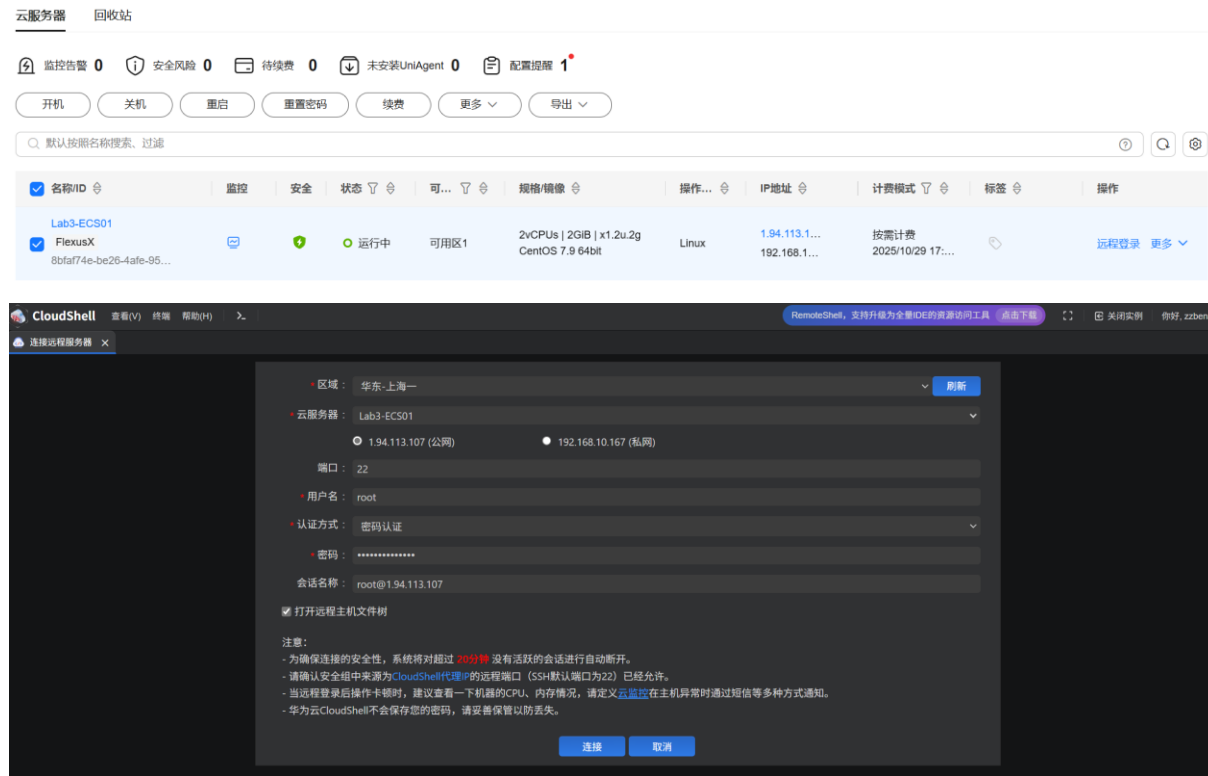 云服务器 回收站
监控告警 0 安全风险 0 待续费 0 未安装UniAgent 0 配置提醒 1
开机 关机 重启 重置密码 续费 更多 导出
默认按照名称搜索、过滤
名称/ID 监控 安全 状态 可... 规格/镜像 操作... IP地址 计费模式 标签 操作
Lab3-ECS01
FlexusX
8bfaf74e-be26-4afe-95...
运行中 可用区1
2vCPUs | 2GiB | x1.2u.2g
CentOS 7.9 64bit
Linux
1.94.113.1...
192.168.1...
按需计费
2025/10/29 17:...
远程登录 更多
CloudShell 查看(V) 终端 帮助(H) RemoteShell，支持升级为全量IDE的资源访问工具 点击下载 关闭实例 你好, zzben
连接远程服务器
* 区域： 华东-上海一 刷新
* 云服务器： Lab3-ECS01
1.94.113.107 (公网) 192.168.10.167 (私网)
端口： 22
* 用户名： root
* 认证方式： 密码认证
* 密码： ••••••••••••••
会话名称： root@1.94.113.107
打开远程主机文件树
注意：
- 为确保连接的安全性，系统将对超过 20分钟 没有活跃的会话进行自动断开。
- 请确认安全组中来源为CloudShell代理IP的远程端口（SSH默认端口为22）已经允许。
- 当远程登录后操作卡顿时，建议查看一下机器的CPU、内存情况，请定义云监控在主机异常时通过短信等多种方式通知。
- 华为云CloudShell不会保存您的密码，请妥善保管以防丢失。
连接 取消